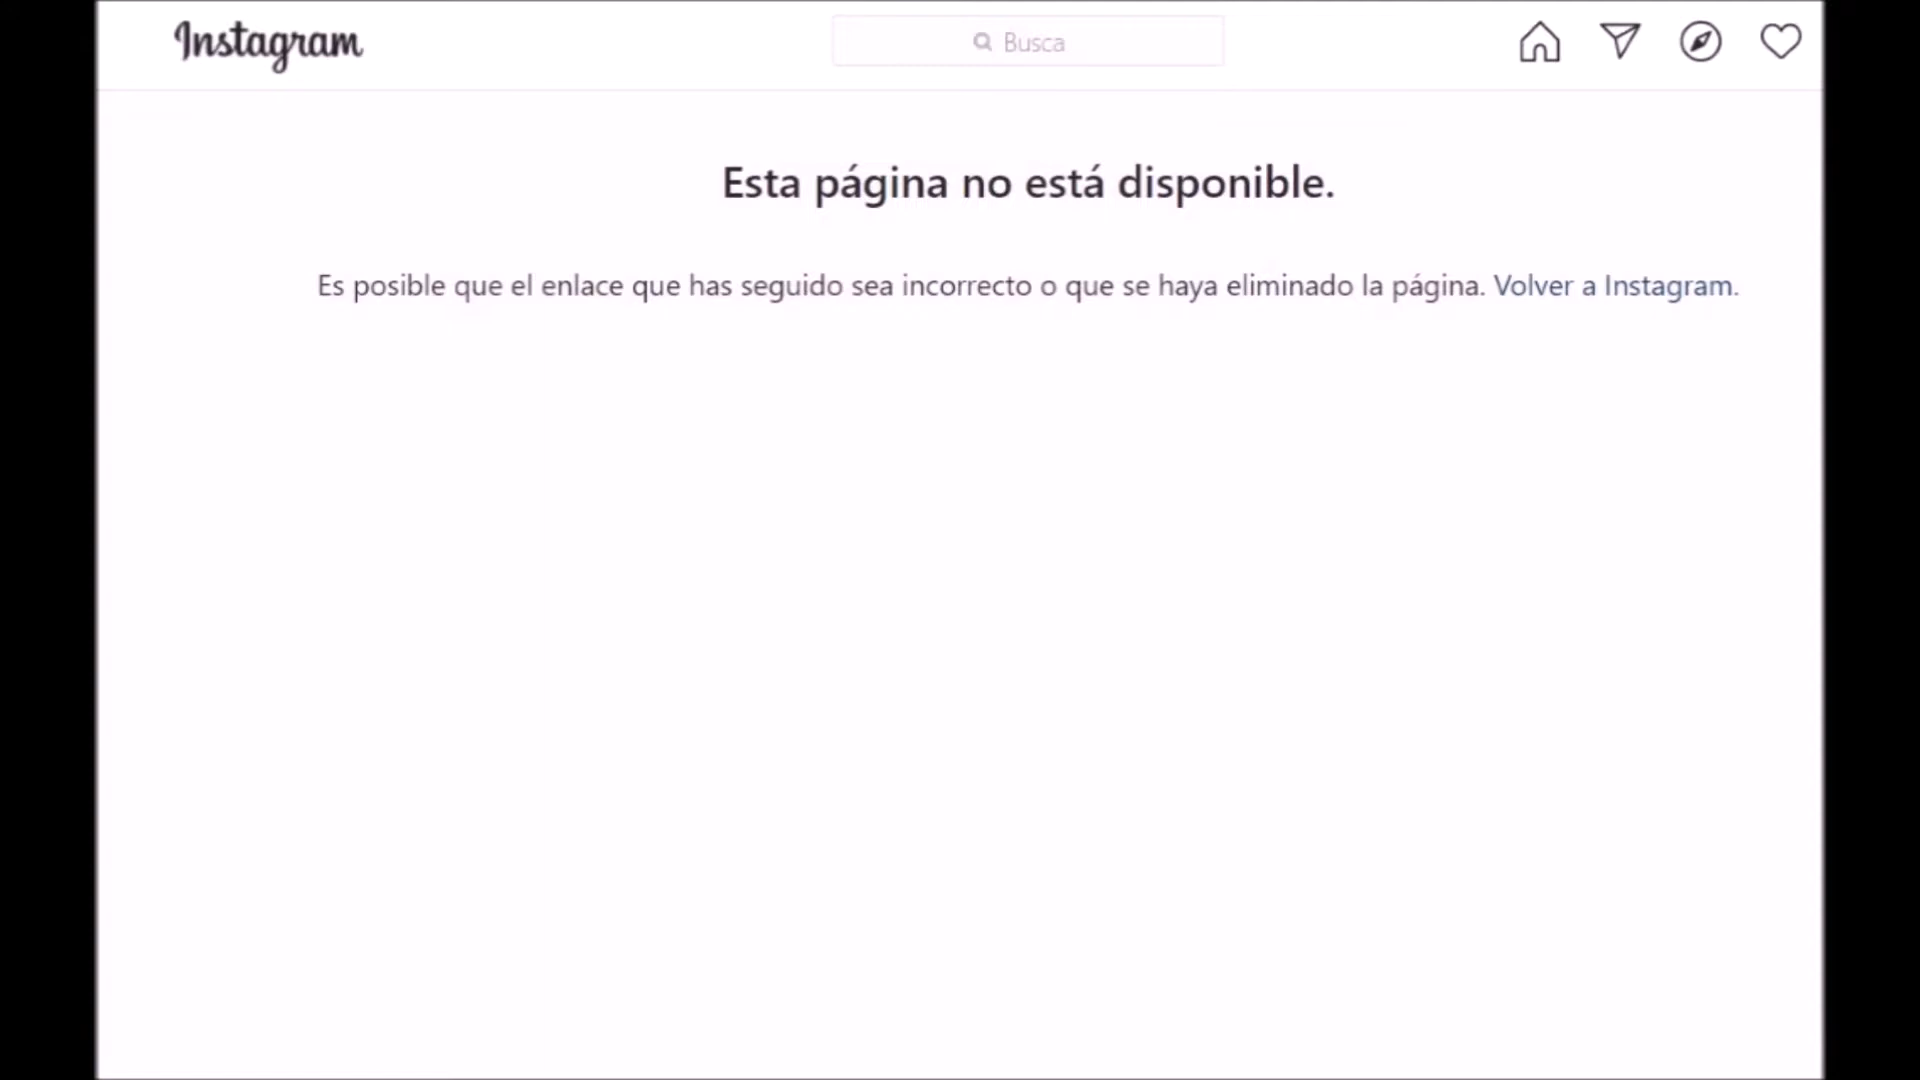 Instagram
Busca
Esta página no está disponible.
Es posible que el enlace que has seguido sea incorrecto o que se haya eliminado la página. Volver a Instagram.